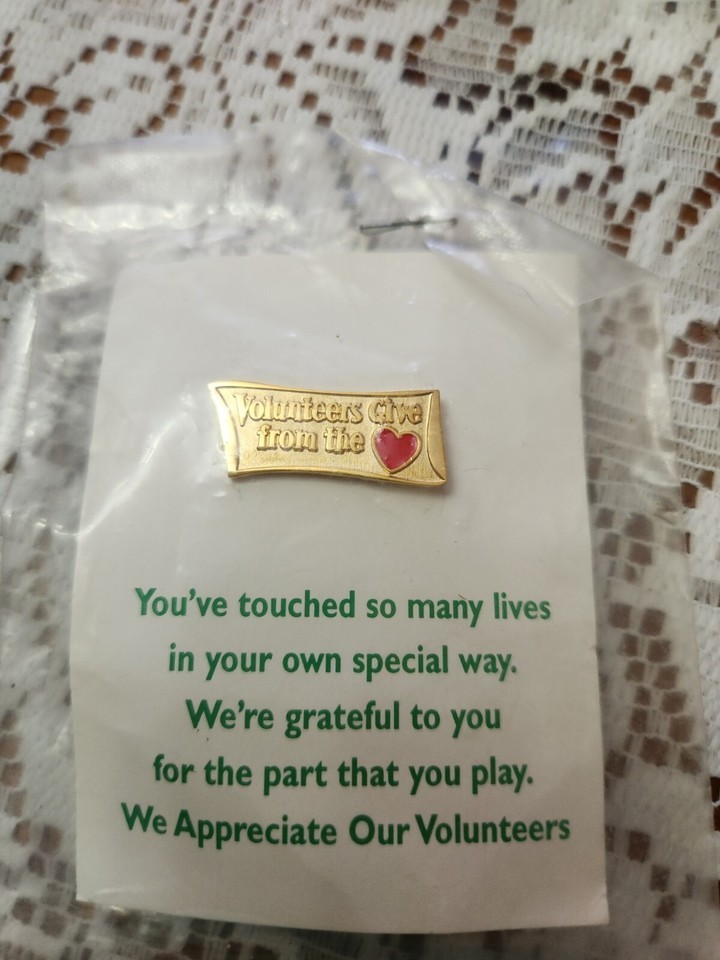 Volunteers Give
from the
You've touched so many lives
in your own special way.
We're grateful to you
for the part that you play.
We Appreciate Our Volunteers